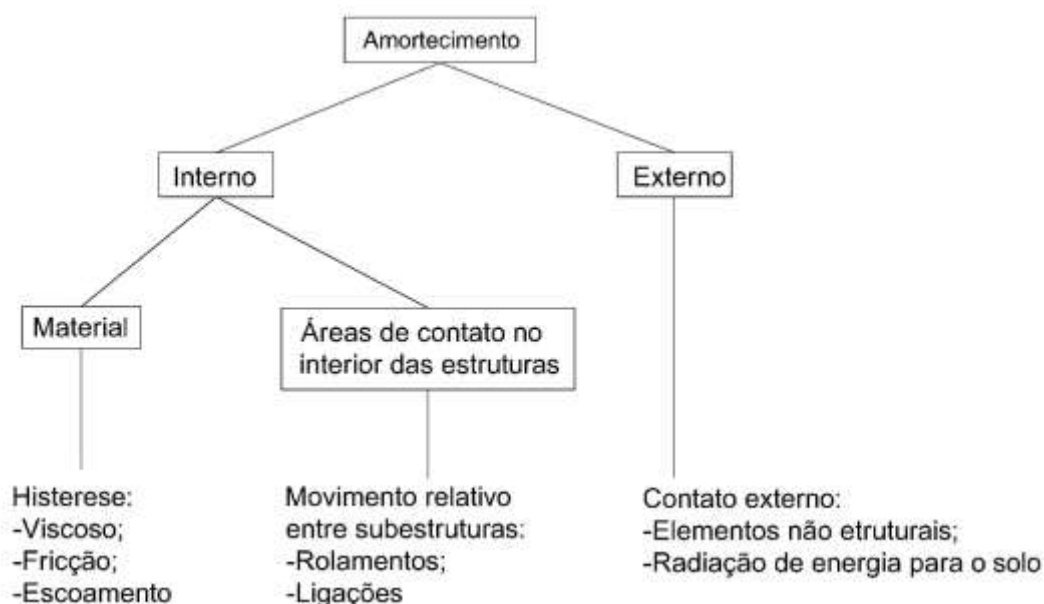 Amortecimento
Interno
Externo
Material
Áreas de contato no
interior das estruturas
Histerese:
-Viscoso;
-Fricção;
-Escoamento
Movimento relativo
entre subestruturas:
-Rolamentos;
-Ligações
Contato externo:
-Elementos não etruturais;
-Radiação de energia para o solo